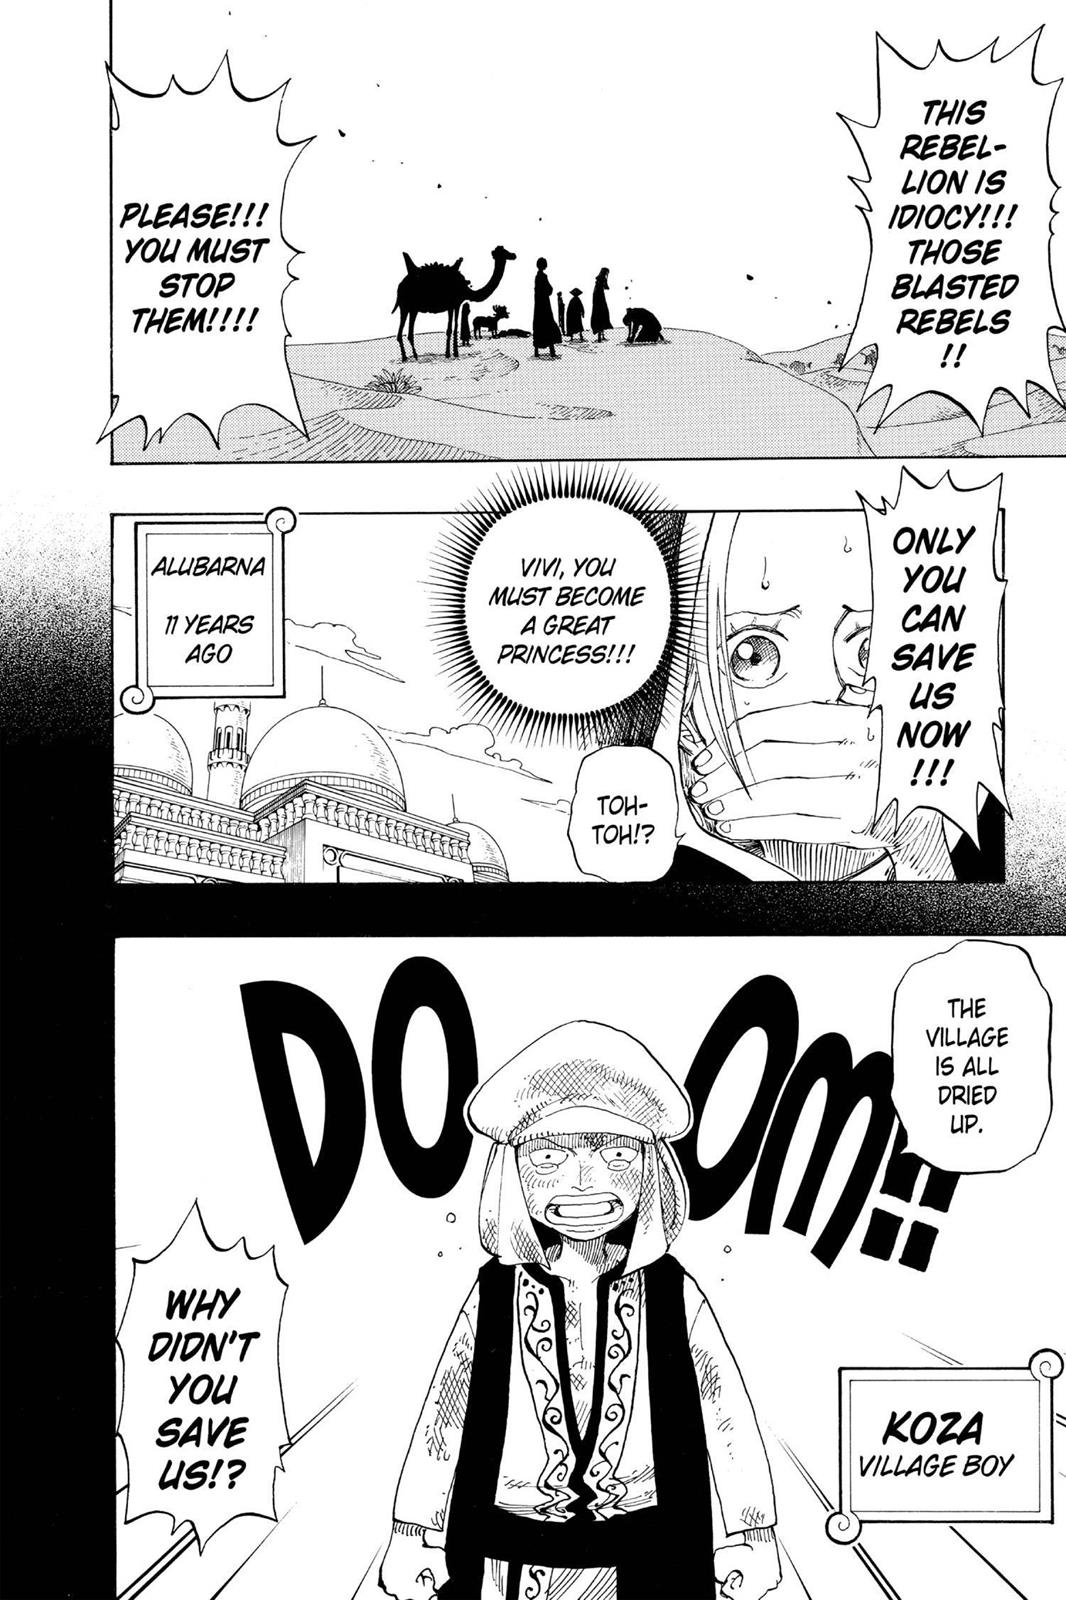 THIS
REBEL-
LION IS
IDIOCY!!!
THOSE
BLASTED
REBELS
!!
PLEASE!!!
YOU MUST
STOP
THEM!!!!
ONLY
YOU
CAN
SAVE
US
NOW
!!!
VIVI, YOU
MUST BECOME
A GREAT
PRINCESS!!!
TOH-
TOH!?
ALUBARNA
11 YEARS
AGO
THE
VILLAGE
IS ALL
DRIED
UP.
DOOM!!
KOZA
VILLAGE BOY
WHY
DIDN'T
YOU
SAVE
US!?